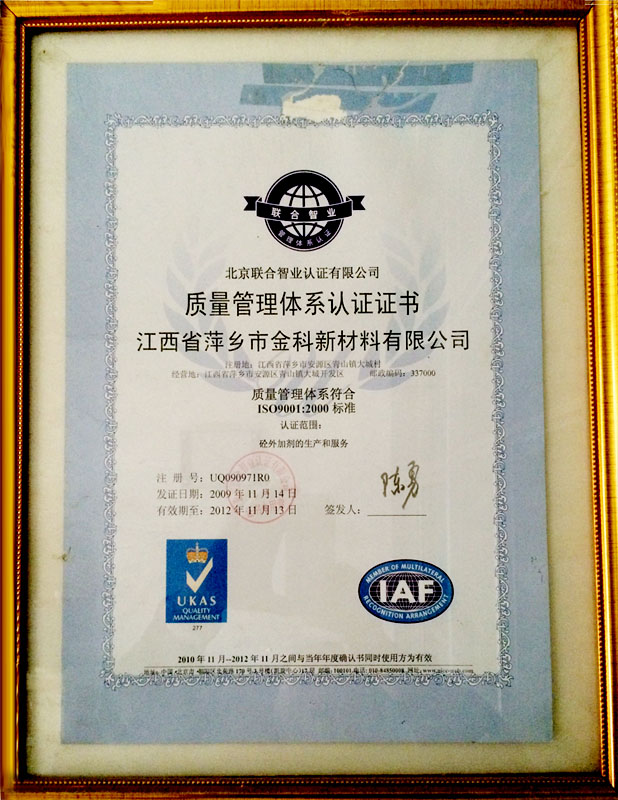 联合智业
管理体系认证
北京联合智业认证有限公司
质量管理体系认证证书
江西省萍乡市金科新材料有限公司
注册地：江西省萍乡市安源区青山镇大城村
经营地：江西省萍乡市安源区青山镇大城开发区 邮政编码：337000
质量管理体系符合
ISO9001:2000 标准
认证范围：
砼外加剂的生产和服务
注 册 号：UQ090971R0
发证日期：2009 年 11 月 14 日
有效期至：2012 年 11 月 13 日 签发人：
陈勇
UKAS
QUALITY
MANAGEMENT
277
MEMBER OF MULTILATERAL
IAF
RECOGNITION ARRANGEMENT
2010 年 11 月--2012 年 11 月之间与当年年度确认书同时使用方为有效